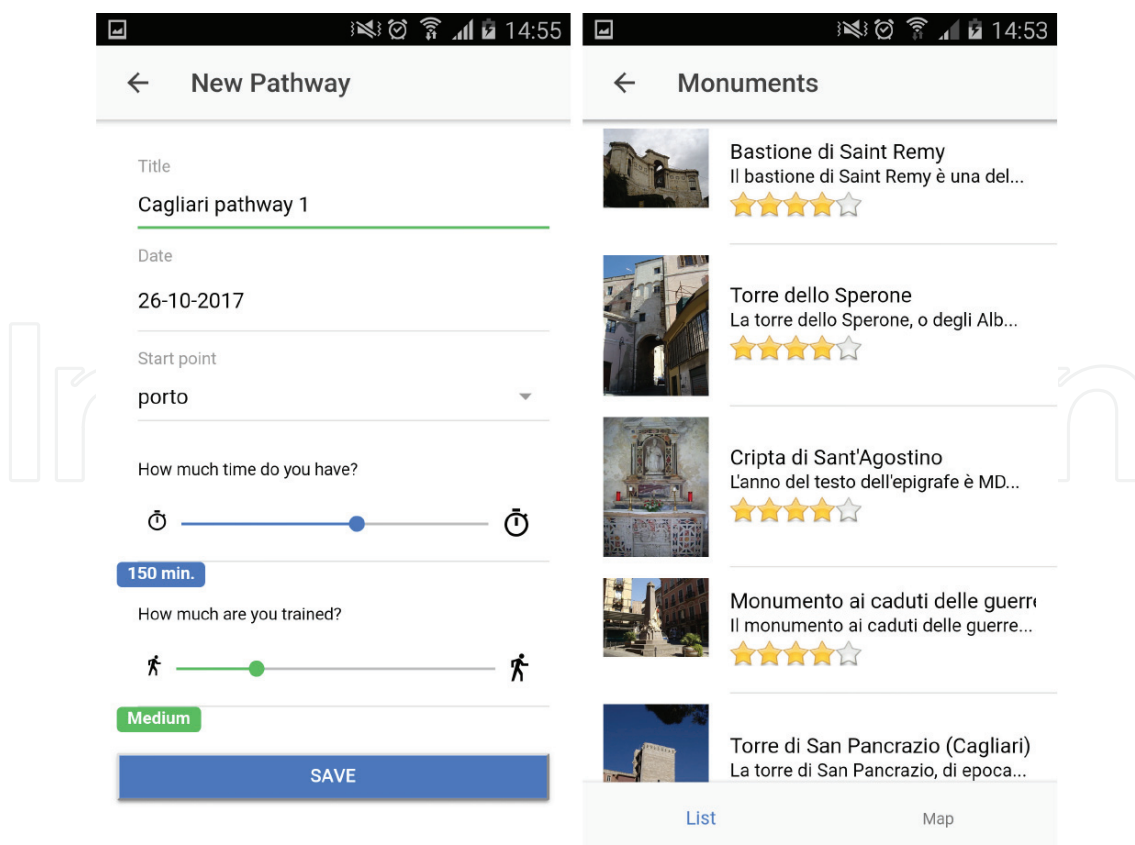 14:55
New Pathway
Title
Cagliari pathway 1
Date
26-10-2017
Start point
porto
How much time do you have?
150 min.
How much are you trained?
Medium
SAVE
14:53
Monuments
Bastione di Saint Remy
Il bastione di Saint Remy è una del...
Torre dello Sperone
La torre dello Sperone, o degli Alb...
Cripta di Sant'Agostino
L'anno del testo dell'epigrafe è MD...
Monumento ai caduti delle guerre
Il monumento ai caduti delle guerre...
Torre di San Pancrazio (Cagliari)
La torre di San Pancrazio, di epoca...
List
Map